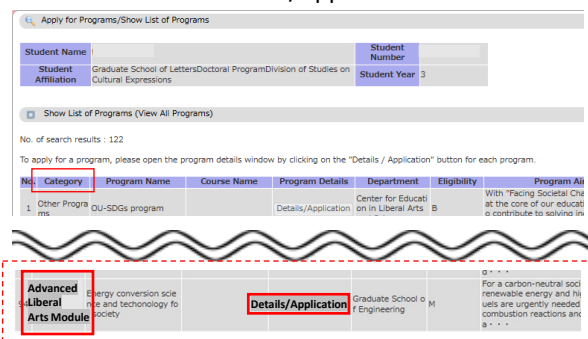 Apply for Programs/Show List of Programs
Student Name
Student Number
Student Affiliation
Graduate School of LettersDoctoral ProgramDivision of Studies on Cultural Expressions
Student Year 3
Show List of Programs (View All Programs)
No. of search results : 122
To apply for a program, please open the program details window by clicking on the "Details / Application" button for each program.
No. Category Program Name Course Name Program Details Department Eligibility Program Ai
1 Other Progra ms OU-SDGs program Details/Application Center for Educati on in Liberal Arts B
With "Facing Societal Cha
at the core of our educati
o contribute to solving in
d・・・
94 Advanced Liberal Arts Module
Energy conversion scie nce and techonology fo society
Details/Application
Graduate School o f Engineering
M
For a carbon-neutral soci
renewable energy and hi
uels are urgently needed
combustion reactions and
a・・・